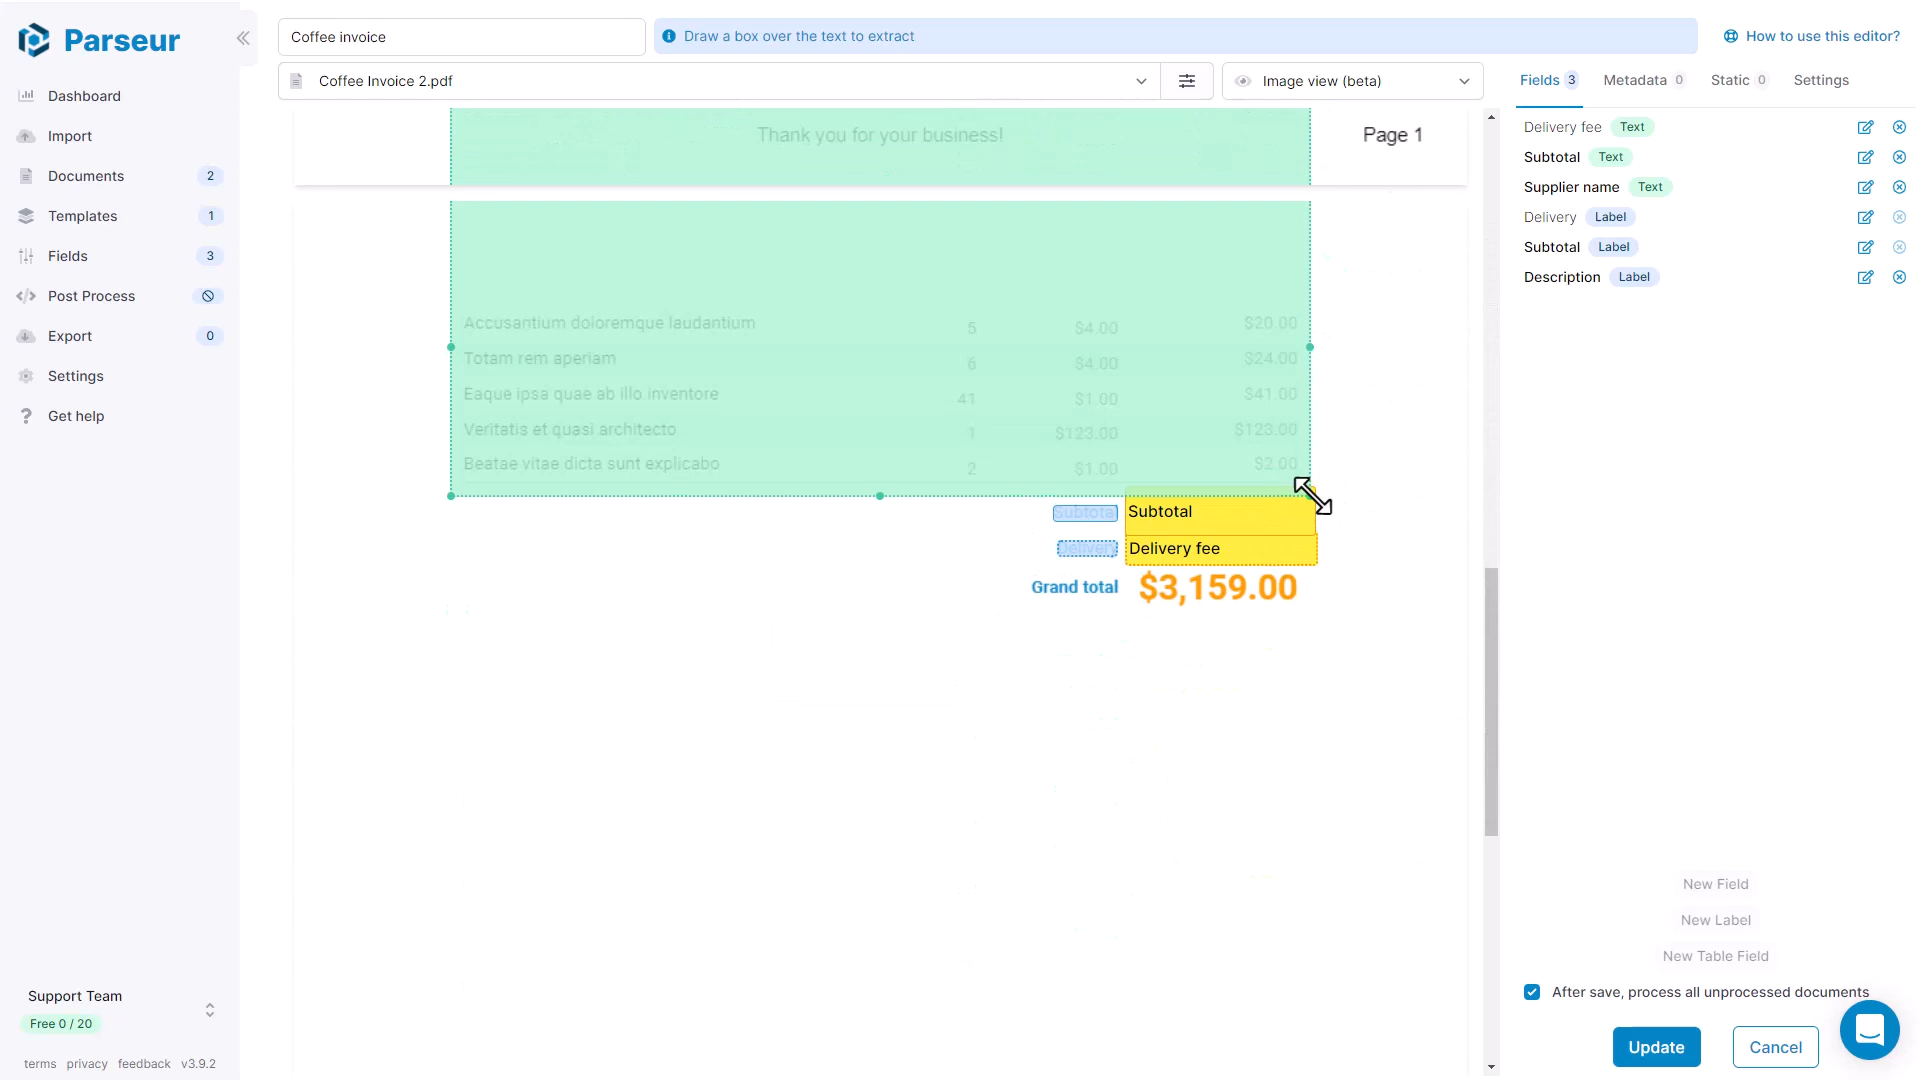 Parseur
Coffee invoice
Draw a box over the text to extract
How to use this editor?
Coffee Invoice 2.pdf
Image view (beta)
Fields 3
Metadata 0
Static 0
Settings
Dashboard
Import
Documents 2
Templates 1
Fields 3
Post Process
Export 0
Settings
Get help
Thank you for your business!
Page 1
Accusantium doloremque laudantium 5 $4.00 $20.00
Totam rem aperiam 6 $4.00 $24.00
Eaque ipsa quae ab illo inventore 41 $1.00 $41.00
Veritatis et quasi architecto 1 $123.00 $123.00
Beatae vitae dicta sunt explicabo 2 $1.00 $2.00
Subtotal Subtotal
Delivery Delivery fee
Grand total $3,159.00
Delivery fee Text
Subtotal Text
Supplier name Text
Delivery Label
Subtotal Label
Description Label
New Field
New Label
New Table Field
After save, process all unprocessed documents
Update
Cancel
Support Team
Free 0 / 20
terms privacy feedback v3.9.2